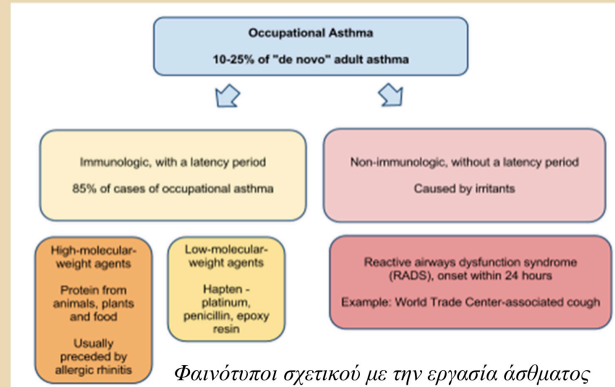 Occupational Asthma
10-25% of "de novo" adult asthma
Immunologic, with a latency period
85% of cases of occupational asthma
Non-immunologic, without a latency period
Caused by irritants
High-molecular-
weight agents
Protein from
animals, plants
and food
Usually
preceded by
allergic rhinitis
Low-molecular-
weight agents
Hapten -
platinum,
penicillin, epoxy
resin
Reactive airways dysfunction syndrome
(RADS), onset within 24 hours
Example: World Trade Center-associated cough
Φαινότυποι σχετικού με την εργασία άσθματος